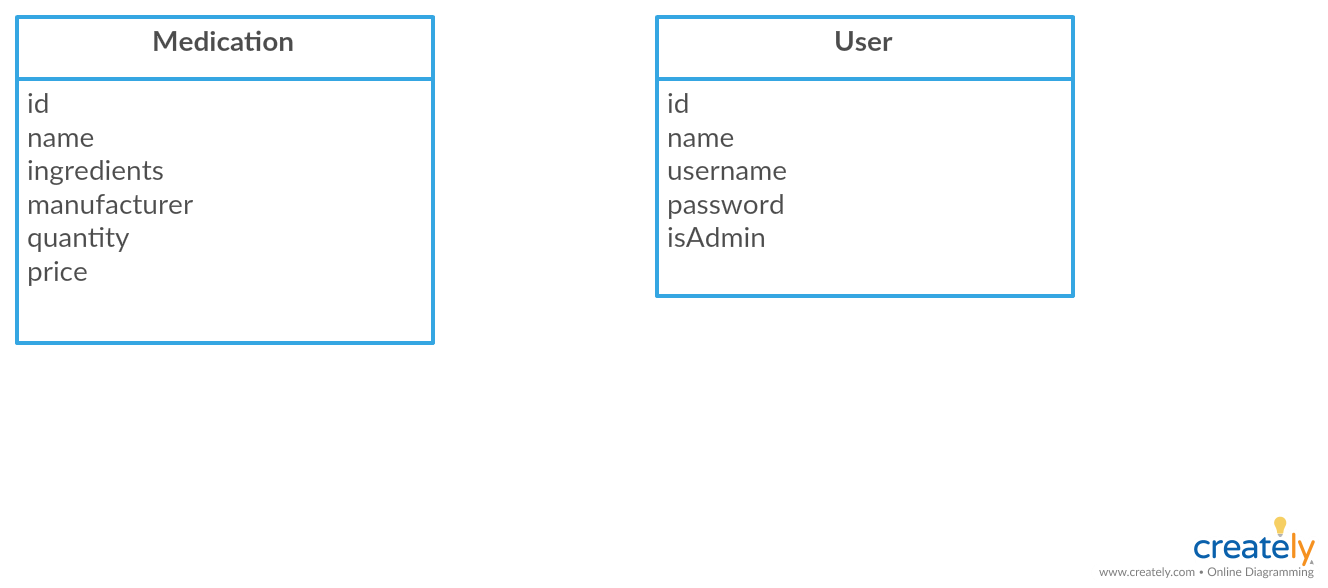 Medication
id
name
ingredients
manufacturer
quantity
price
User
id
name
username
password
isAdmin
creately
www.creately.com • Online Diagramming